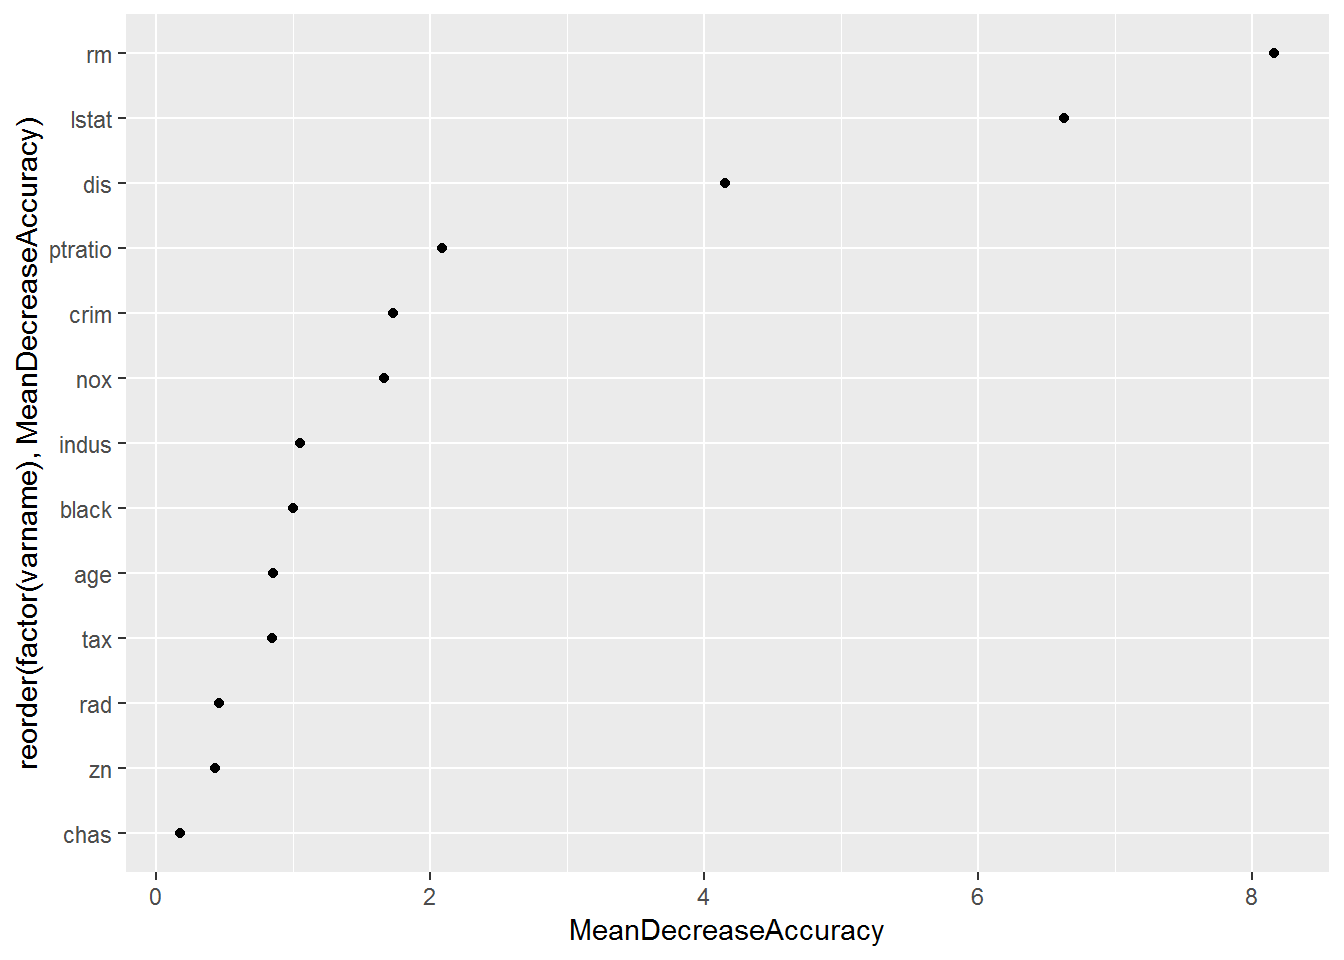 reorder(factor(varname), MeanDecreaseAccuracy)
rm
lstat
dis
ptratio
crim
nox
indus
black
age
tax
rad
zn
chas
0 2 4 6 8
MeanDecreaseAccuracy